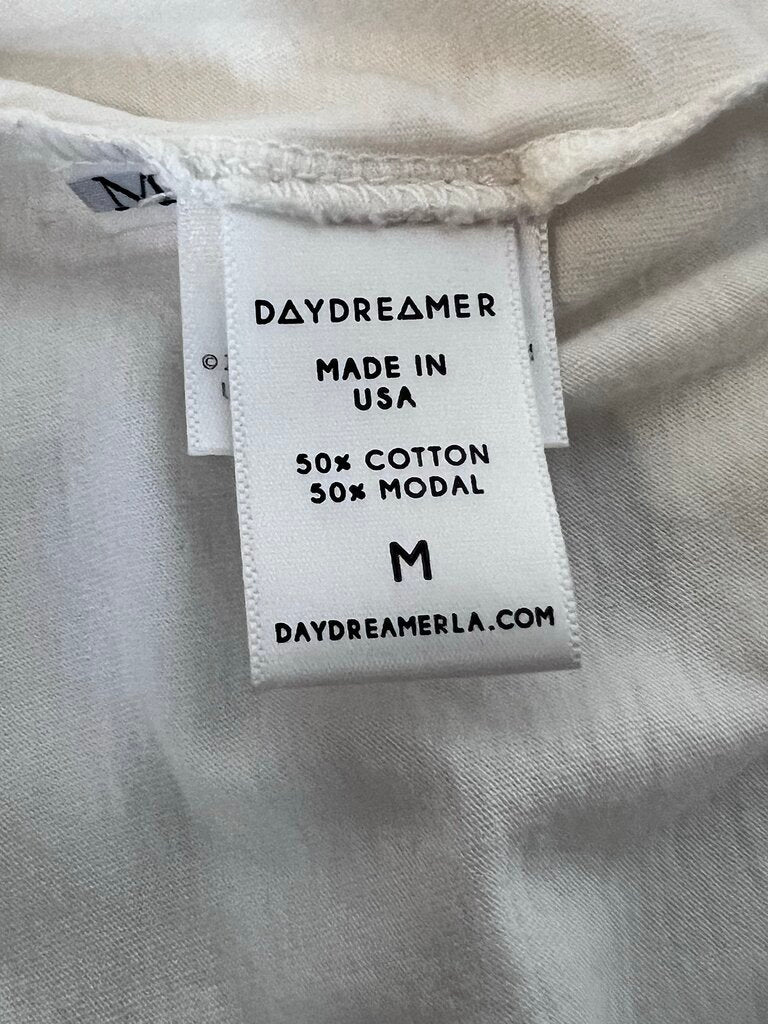 DAYDREAMER
MADE IN
USA
50% COTTON
50% MODAL
M
DAYDREAMERLA.COM
M
©